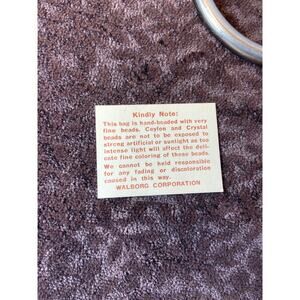 Kindly Note:
This bag is hand-beaded with very
fine beads. Ceylon and Crystal
beads are not to be exposed to
strong artificial or sunlight as too
intense light will affect the deli-
cate fine coloring of these beads.
We cannot be held responsible
for any fading or discoloration
caused in this way.
WALBORG CORPORATION